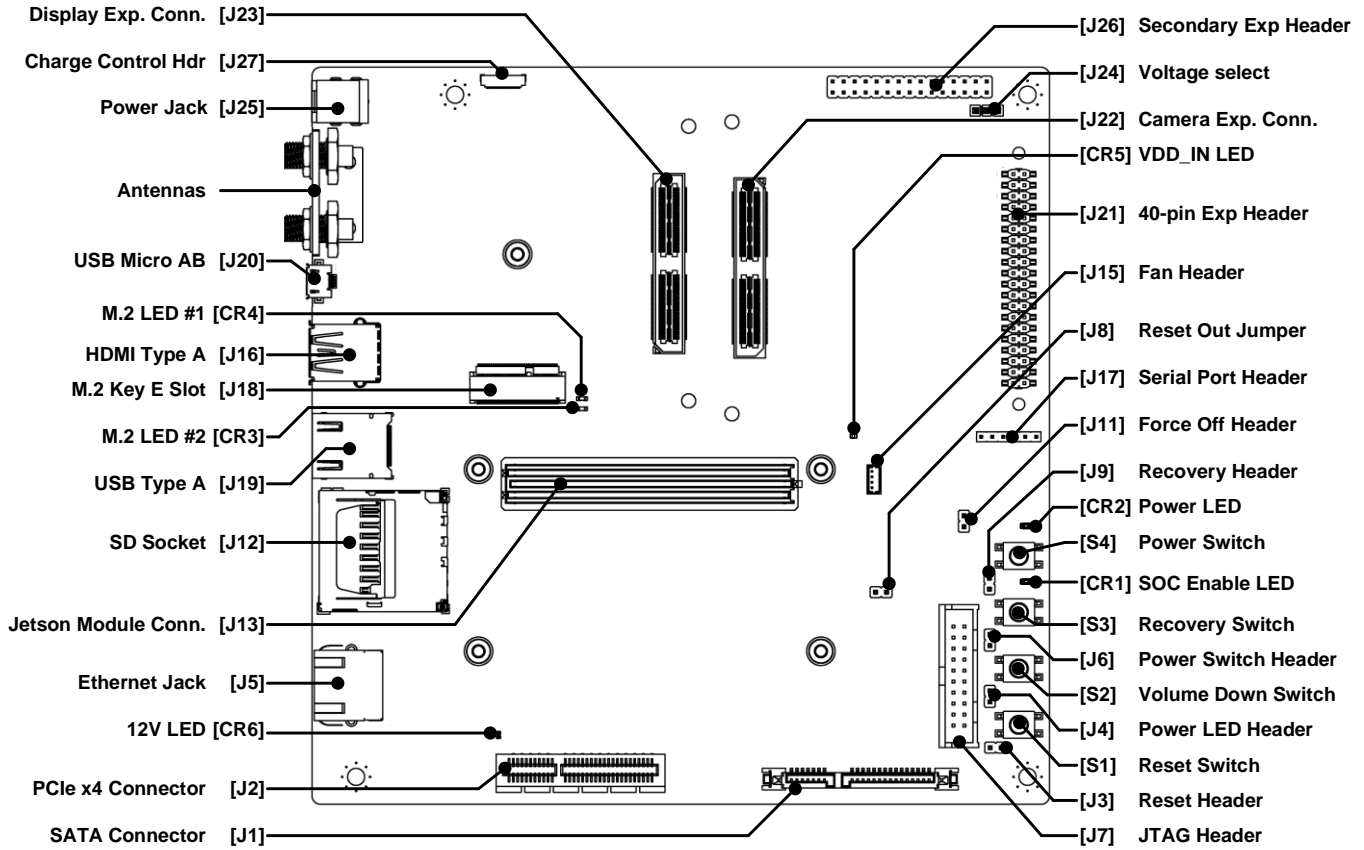 Display Exp. Conn. [J23]
Charge Control Hdr [J27]
Power Jack [J25]
Antennas
USB Micro AB [J20]
M.2 LED #1 [CR4]
HDMI Type A [J16]
M.2 Key E Slot [J18]
M.2 LED #2 [CR3]
USB Type A [J19]
SD Socket [J12]
Jetson Module Conn. [J13]
Ethernet Jack [J5]
12V LED [CR6]
PCIe x4 Connector [J2]
SATA Connector [J1]
[J26] Secondary Exp Header
[J24] Voltage select
[J22] Camera Exp. Conn.
[CR5] VDD_IN LED
[J21] 40-pin Exp Header
[J15] Fan Header
[J8] Reset Out Jumper
[J17] Serial Port Header
[J11] Force Off Header
[J9] Recovery Header
[CR2] Power LED
[S4] Power Switch
[CR1] SOC Enable LED
[S3] Recovery Switch
[J6] Power Switch Header
[S2] Volume Down Switch
[J4] Power LED Header
[S1] Reset Switch
[J3] Reset Header
[J7] JTAG Header